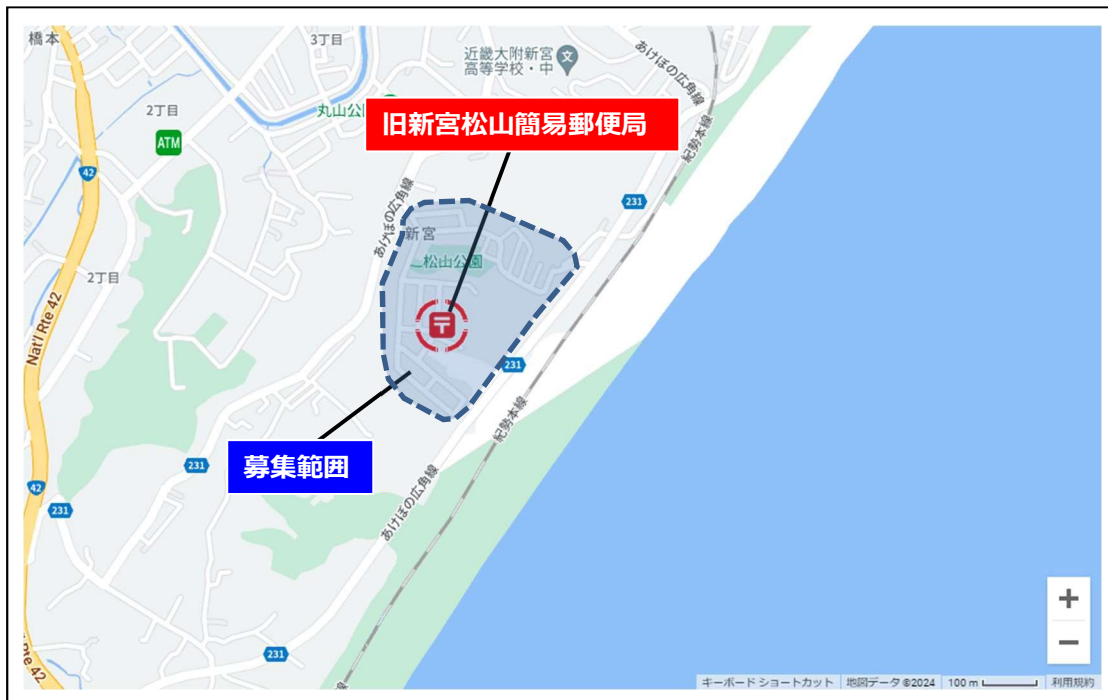 橋本
3丁目
近畿大附新宮
高等学校・中
文
あけぼの広角線
2丁目
丸山公
ATM
旧新宮松山簡易郵便局
紀勢本線
42
231
あけぼの広角線
新宮
松山公園
2丁目
Nat'l Rte 42
〒
231
紀勢本線
募集範囲
231
あけぼの広角線
42
231
231
Rte 42
+
−
キーボード ショートカット
地図データ ©2024
100 m
利用規約